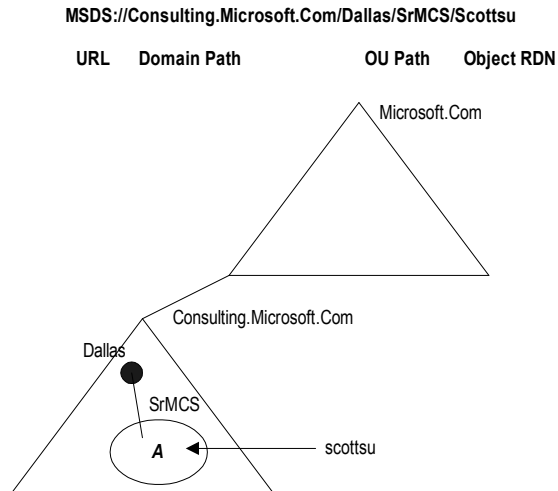 MSDS://Consulting.Microsoft.Com/Dallas/SrMCS/Scottsu
URL Domain Path OU Path Object RDN
Microsoft.Com
Consulting.Microsoft.Com
Dallas
SrMCS
A
scottsu